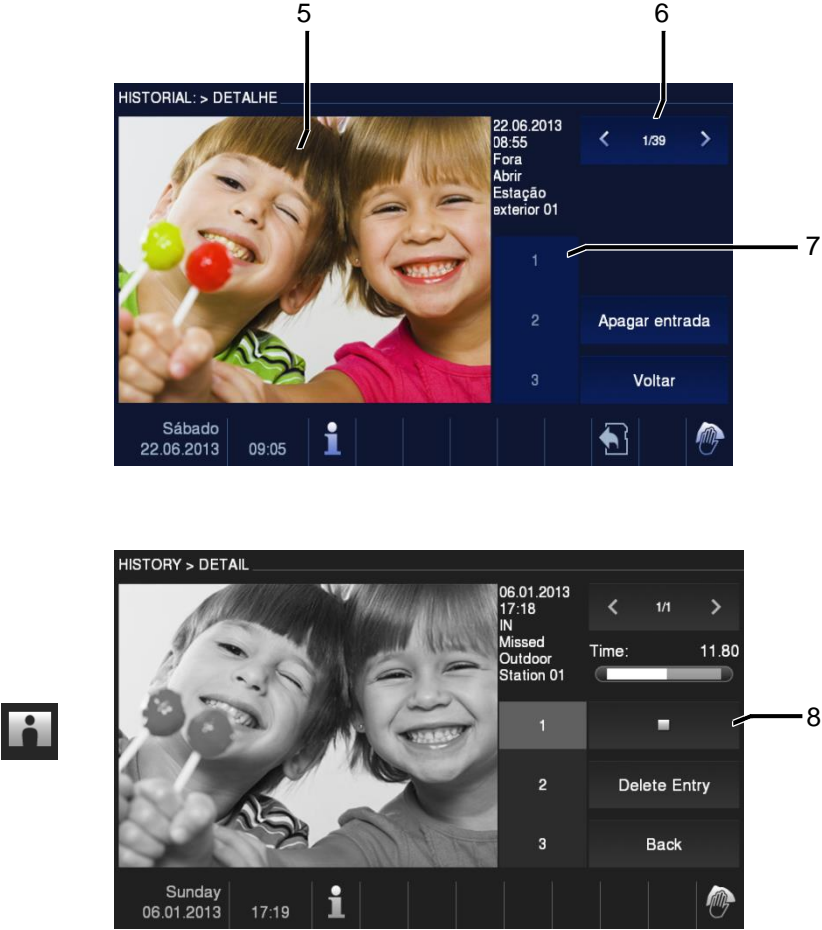 5
6
HISTORIAL: > DETALHE
22.06.2013
08:55
Fora
Abrir
Estação
exterior 01
1/39
7
1
2
3
Apagar entrada
Voltar
Sábado
22.06.2013
09:05
HISTORY > DETAIL
06.01.2013
17:18
IN
Missed
Outdoor
Station 01
1/1
Time: 11.80
8
1
2
3
Delete Entry
Back
Sunday
06.01.2013
17:19